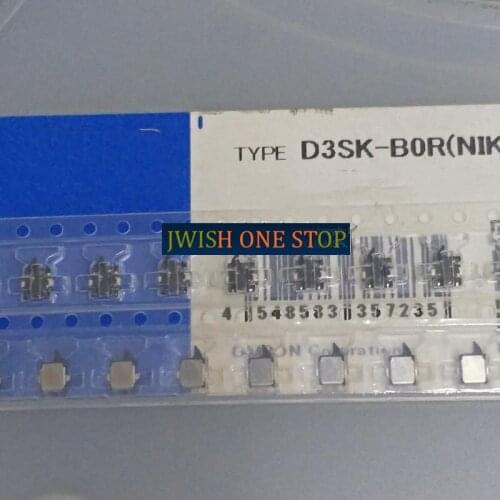 TYPE D3SK-B0R(NIK
JWISH ONE STOP
4 548583 357235
OMRON Corporation